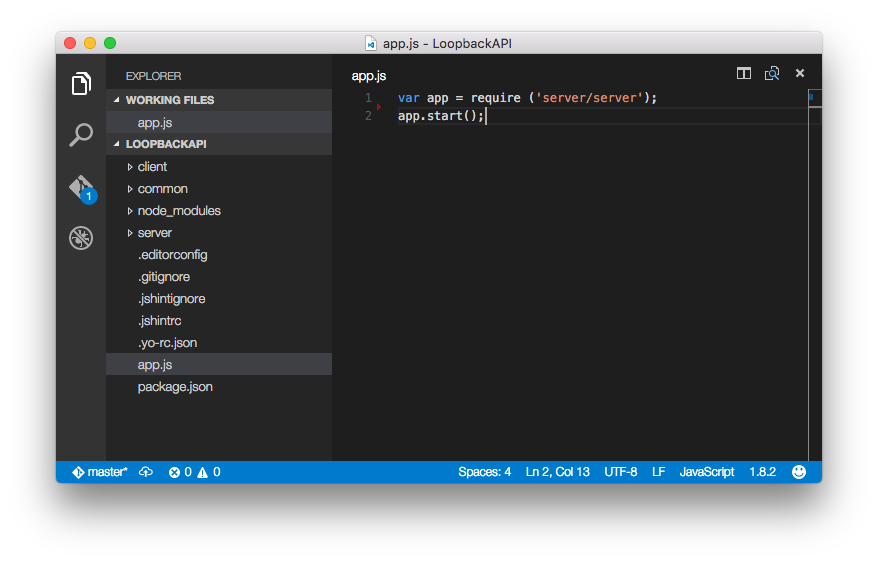 app.js - LoopbackAPI
EXPLORER
WORKING FILES
app.js
LOOPBACKAPI
client
common
node_modules
server
.editorconfig
.gitignore
.jshintignore
.jshintrc
.yo-rc.json
app.js
package.json
1
app.js
1 var app = require ('server/server');
2 app.start();
master* 0 0 Spaces: 4 Ln 2, Col 13 UTF-8 LF JavaScript 1.8.2